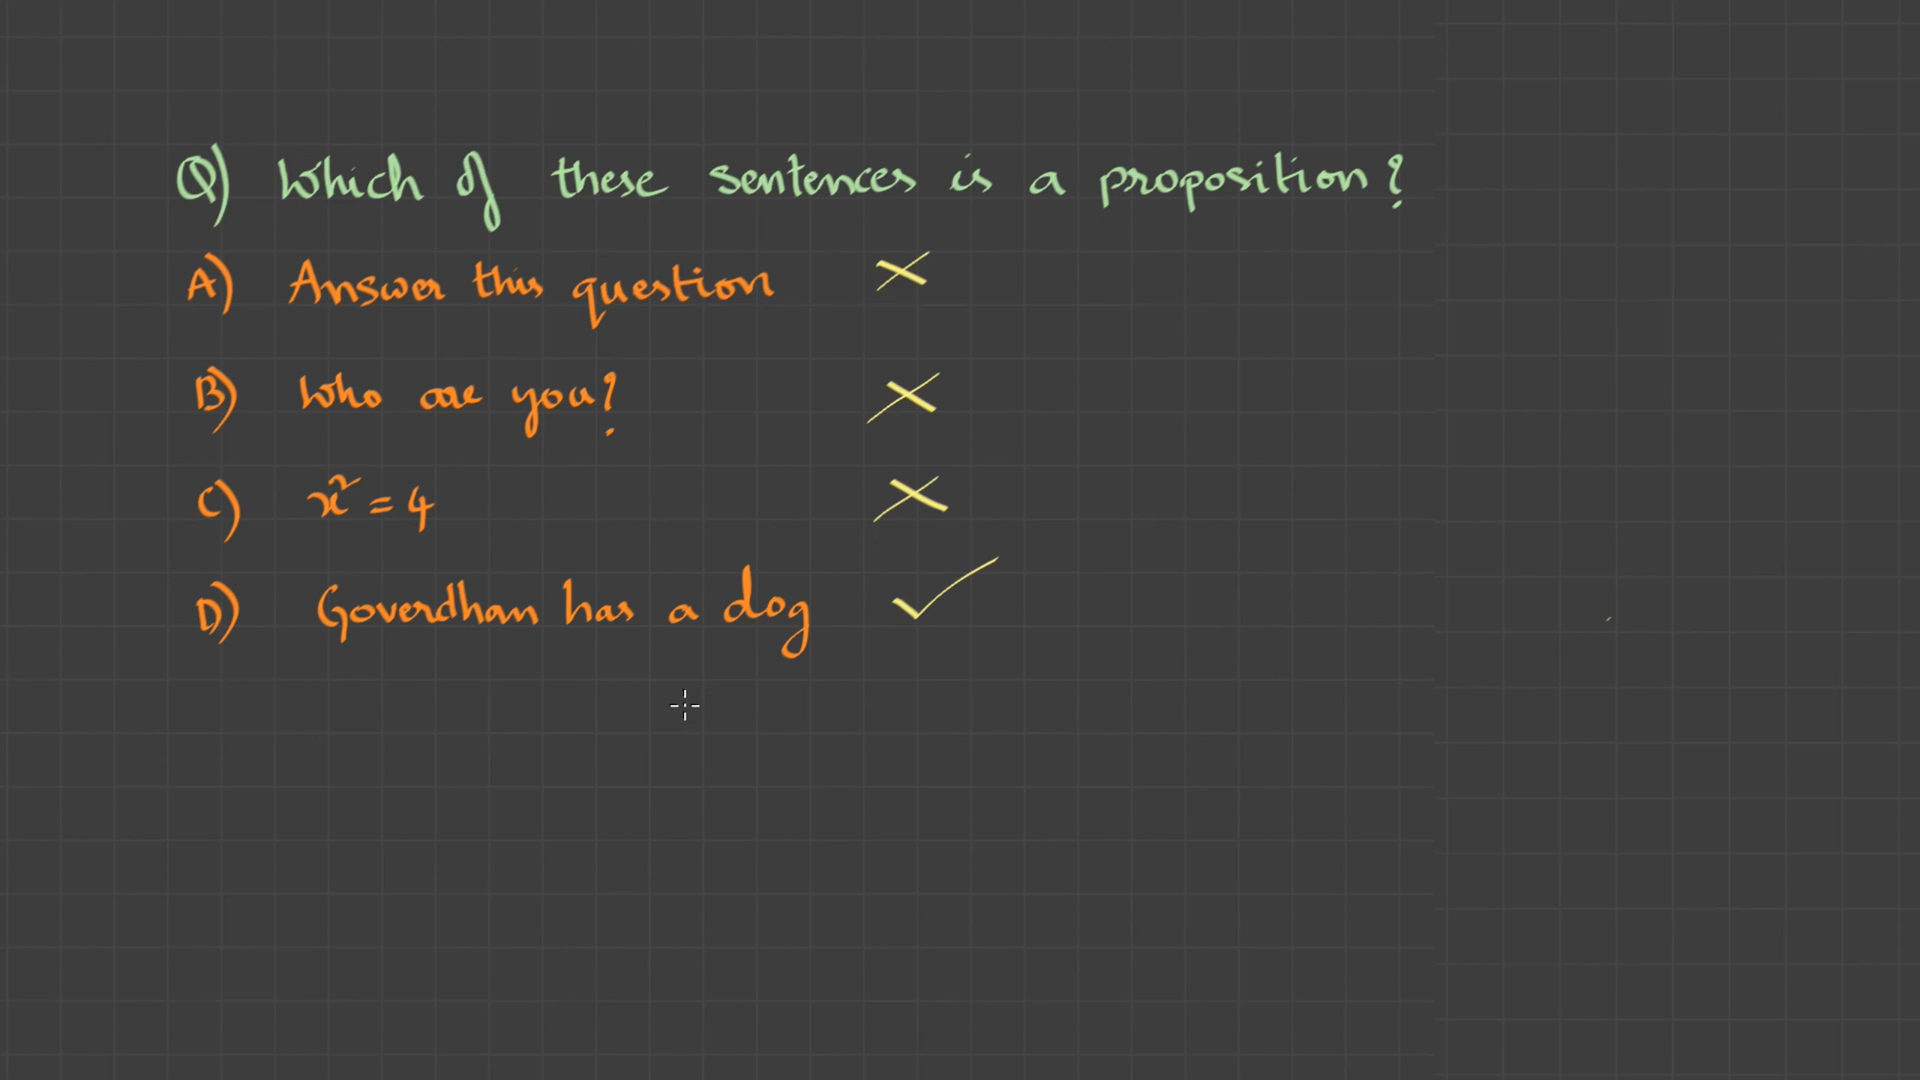 Q) Which of these sentences is a proposition?
A) Answer this question ✗
B) Who are you? ✗
C) x² = 4 ✗
D) Goverdhan has a dog ✓